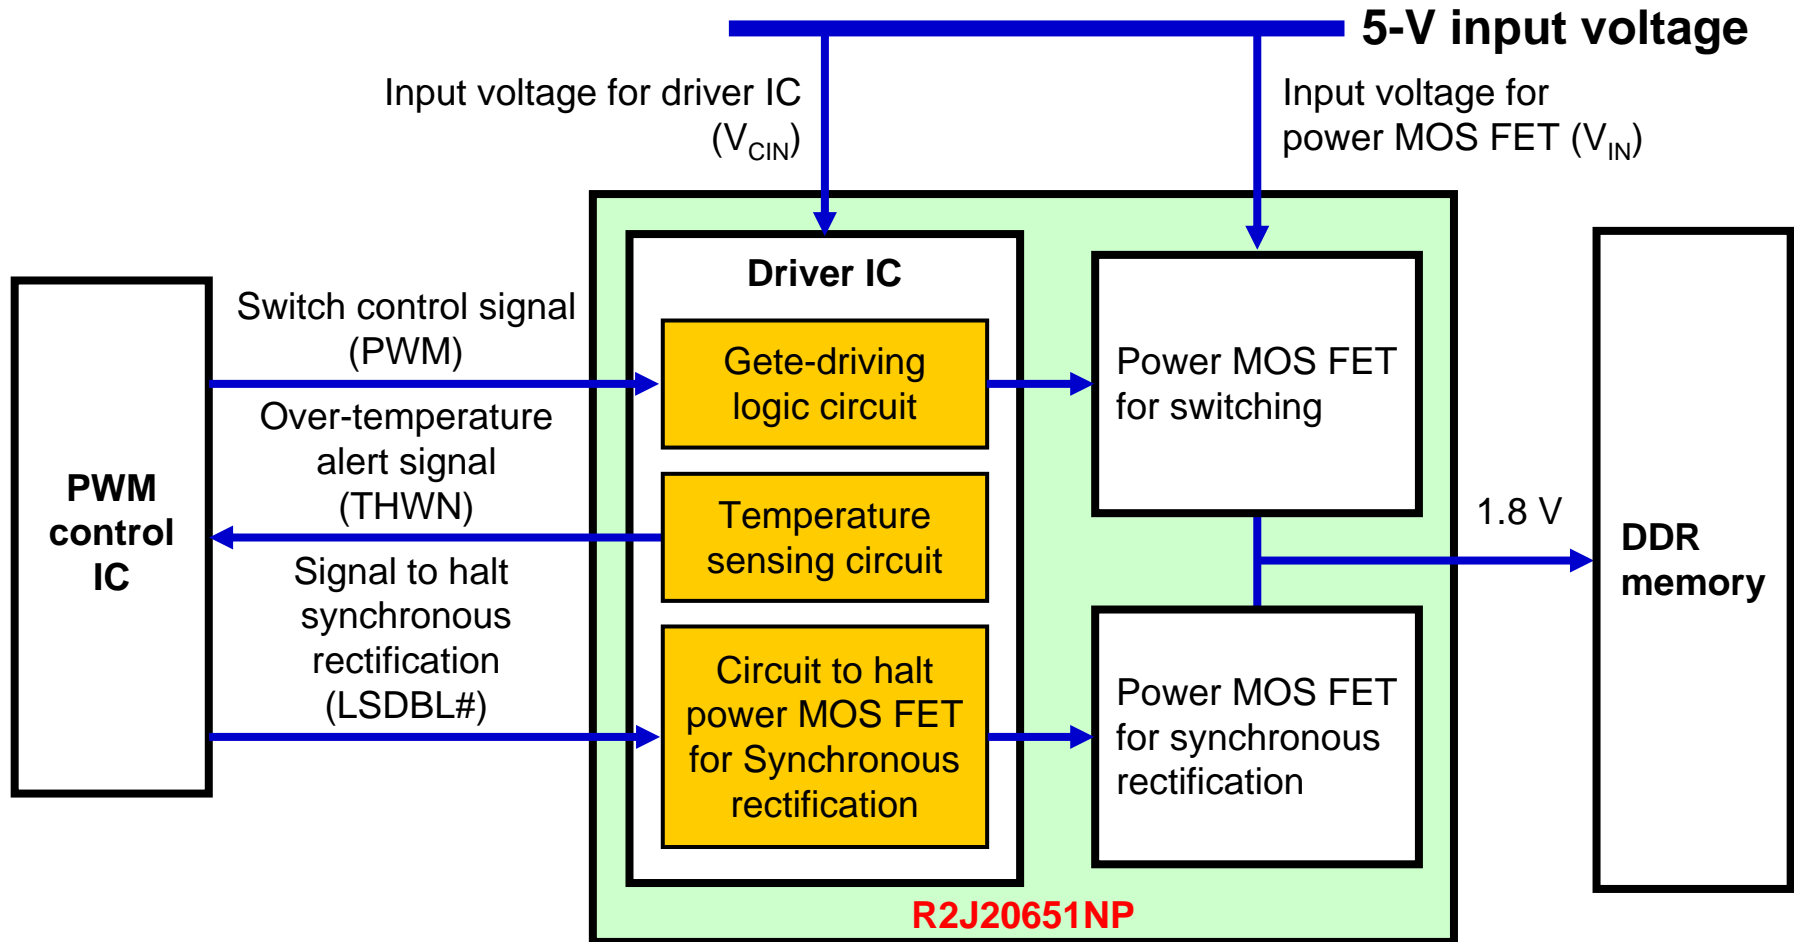 5-V input voltage
Input voltage for driver IC
(VCIN)
Input voltage for
power MOS FET (VIN)
Driver IC
Switch control signal
(PWM)
Gete-driving
logic circuit
Power MOS FET
for switching
Over-temperature
alert signal
(THWN)
PWM
control
IC
Temperature
sensing circuit
1.8 V
DDR
memory
Signal to halt
synchronous
rectification
(LSDBL#)
Circuit to halt
power MOS FET
for Synchronous
rectification
Power MOS FET
for synchronous
rectification
R2J20651NP